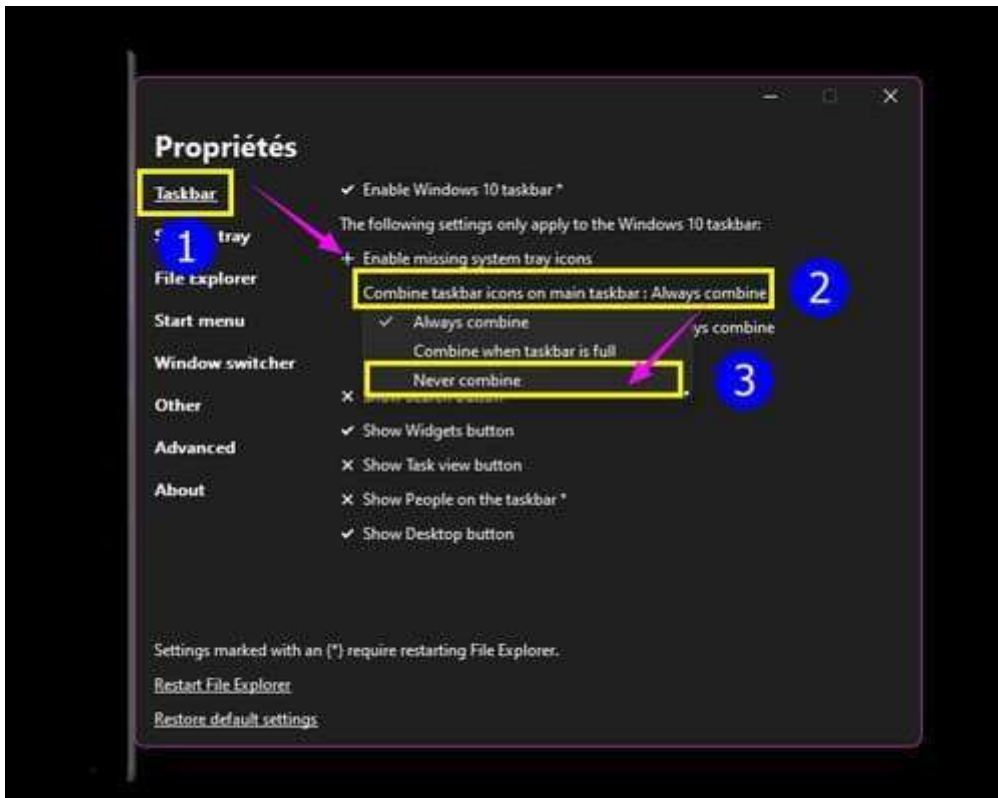 Propriétés
Taskbar
✓ Enable Windows 10 taskbar *
The following settings only apply to the Windows 10 taskbar:
1
tray
+ Enable missing system tray icons
File Explorer
Combine taskbar icons on main taskbar : Always combine
2
Start menu
✓ Always combine
combine
Combine when taskbar is full
Window switcher
Never combine
3
Other
✓ Show Widgets button
Advanced
✕ Show Task view button
About
✕ Show People on the taskbar *
✓ Show Desktop button
Settings marked with an (*) require restarting File Explorer.
Restart File Explorer
Restore default settings